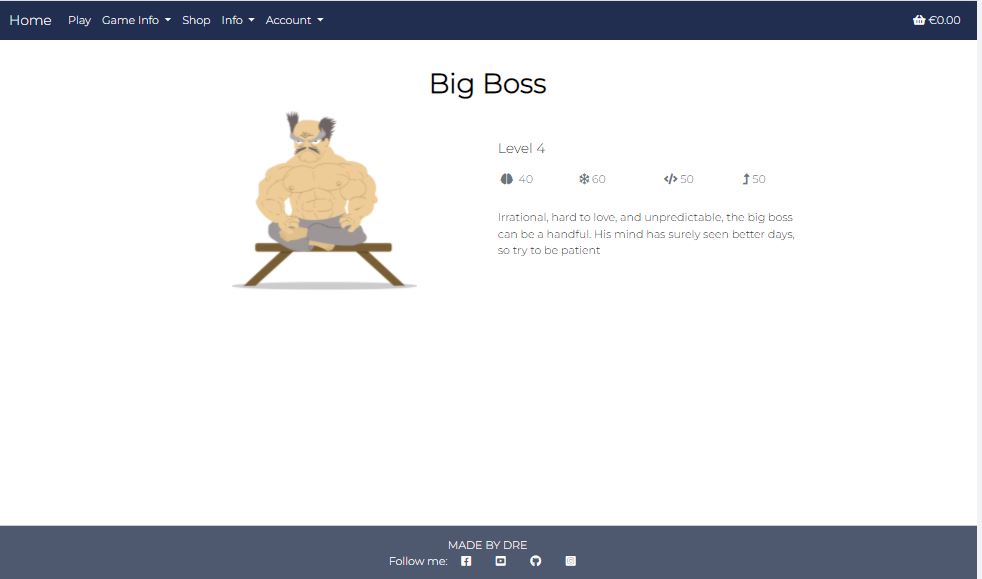 Home Play Game Info Shop Info Account €0.00
Big Boss
Level 4
40 60 50 50
Irrational, hard to love, and unpredictable, the big boss
can be a handful. His mind has surely seen better days,
so try to be patient
MADE BY DRE
Follow me: